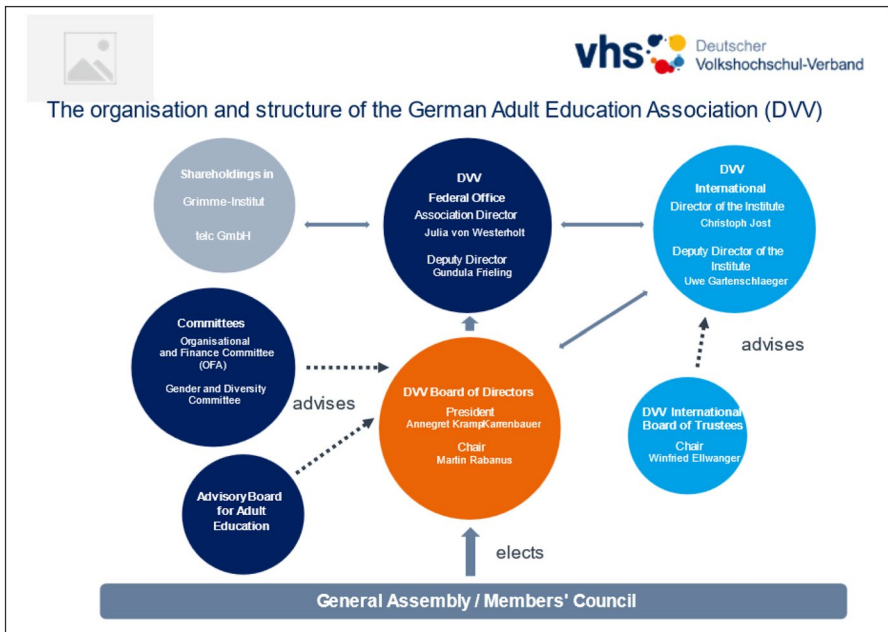 vhs
Deutscher
Volkshochschul-Verband
The organisation and structure of the German Adult Education Association (DVV)
Shareholdings in
Grimme-Institut
telc GmbH
DVV
Federal Office
Association Director
Julia von Westerholt
Deputy Director
Gundula Frieling
DVV
International
Director of the Institute
Christoph Jost
Deputy Director of the
Institute
Uwe Gartenschlaeger
Committees
Organisational
and Finance Committee
(OFA)
Gender and Diversity
Committee
advises
DVV Board of Directors
President
Annegret KrampKarrenbauer
Chair
Martin Rabanus
advises
DVV International
Board of Trustees
Chair
Winfried Ellwanger
Advisory Board
for Adult
Education
elects
General Assembly / Members' Council